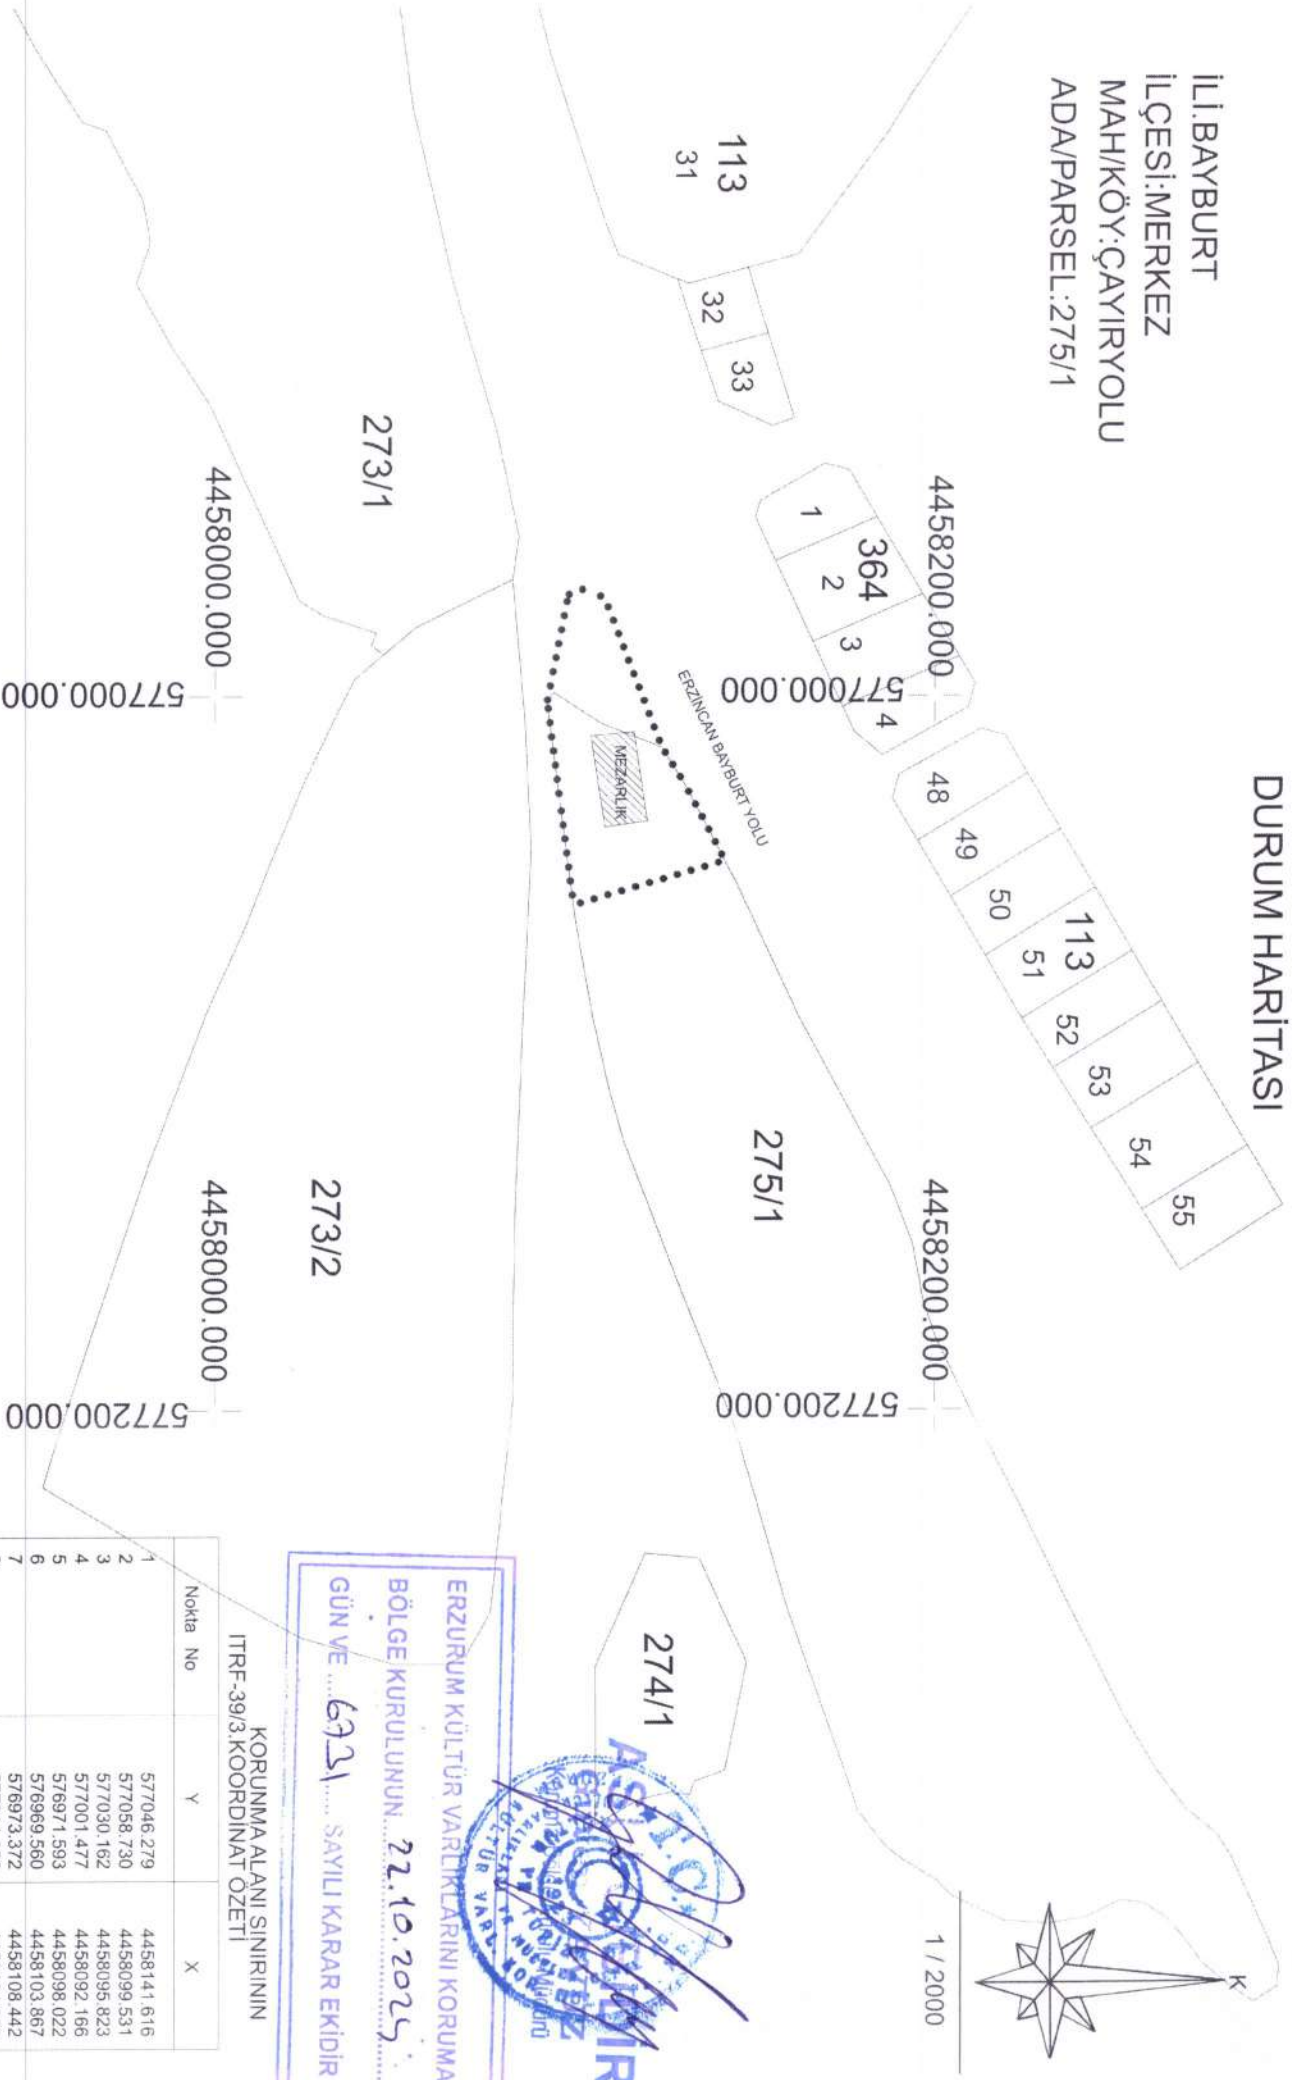 DURUM HARİTASI
İLİ.BAYBURT
İLÇESİ:MERKEZ
MAH/KÖY:ÇAYIRYOLU
ADA/PARSEL:275/1
K
1 / 2000
113
31
32
33
364
1
2
3
4
4458200.000
577000.000
48
49
50
113
51
52
53
54
55
ERZİNCAN BAYBURT YOLU
MEZARLIK
275/1
4458200.000
577200.000
273/1
4458000.000
577000.000
273/2
4458000.000
577200.000
274/1
T.C.
ERZURUM KÜLTÜR VARLIKLARINI KORUMA
BÖLGE KURULUNUN
GÜN VE 6731 SAYILI KARAR EKİDİR
KORUNMA ALANI SINIRININ
ITRF-39/3.KOORDİNAT ÖZETİ
Nokta No Y X
1 577046.279 4458141.616
2 577058.730 4458099.531
3 577030.162 4458095.823
4 577001.477 4458092.166
5 576971.593 4458098.022
6 576969.560 4458103.867
7 576973.372 4458108.442